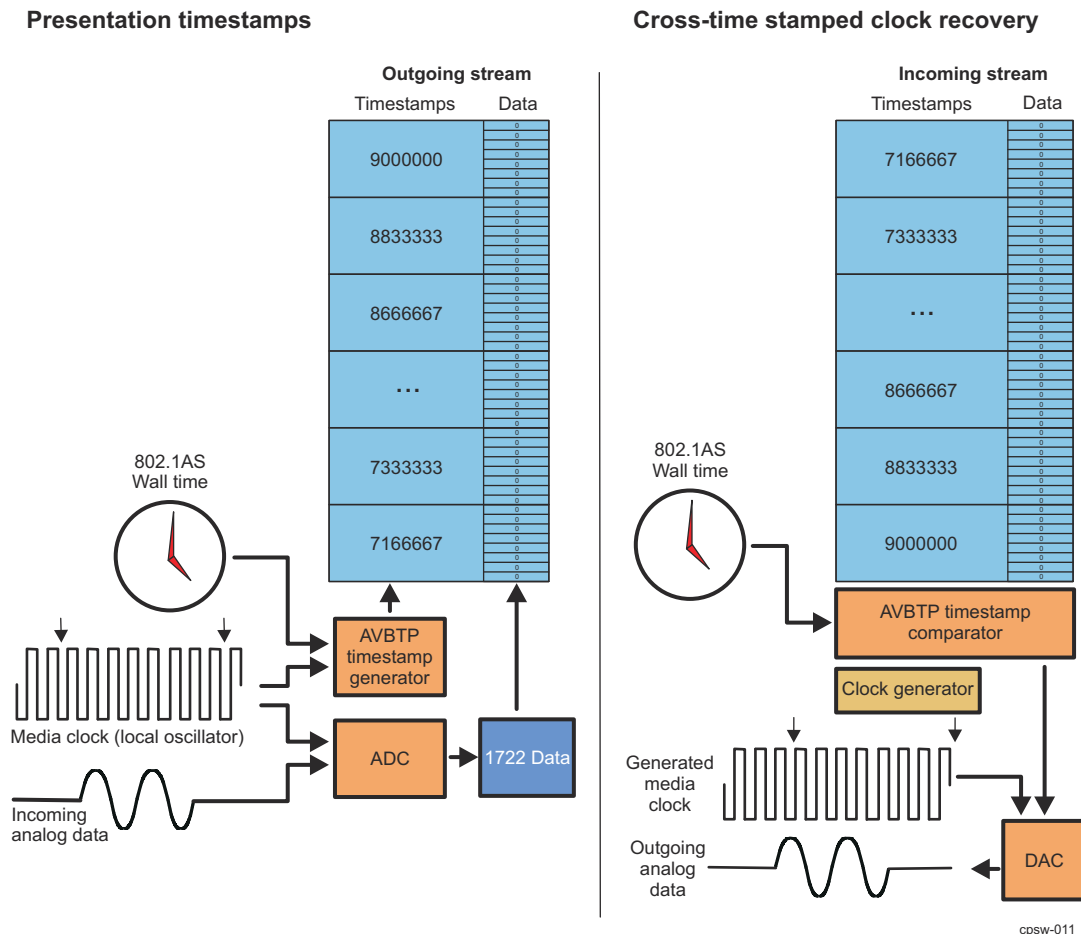 Presentation timestamps
Outgoing stream
Timestamps
Data
9000000
8833333
8666667
...
7333333
7166667
802.1AS
Wall time
AVBTP
timestamp
generator
Media clock (local oscillator)
ADC
1722 Data
Incoming
analog data
Cross-time stamped clock recovery
Incoming stream
Timestamps
Data
7166667
7333333
...
8666667
8833333
9000000
802.1AS
Wall time
AVBTP timestamp
comparator
Clock generator
Generated
media
clock
Outgoing
analog
data
DAC
cpsw-011